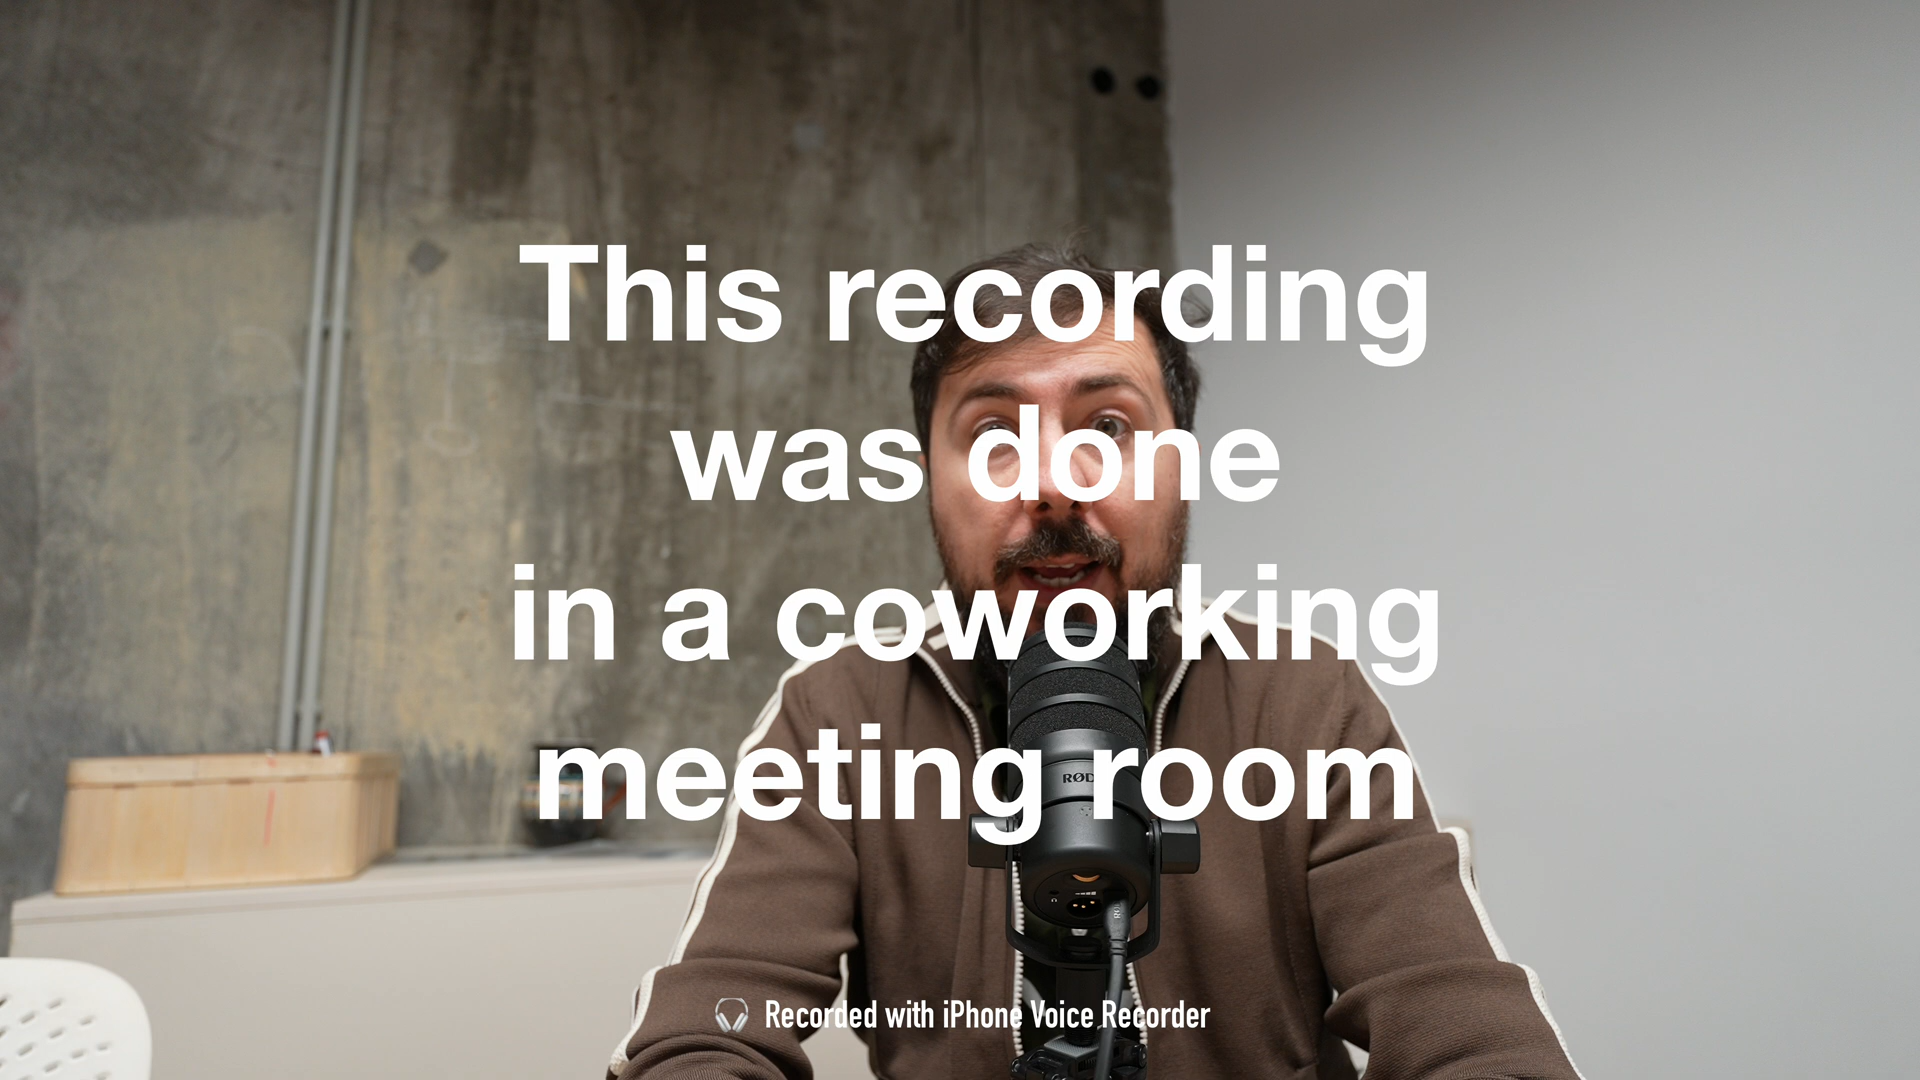 This recording
was done
in a coworking
meeting room
RØD
Recorded with iPhone Voice Recorder